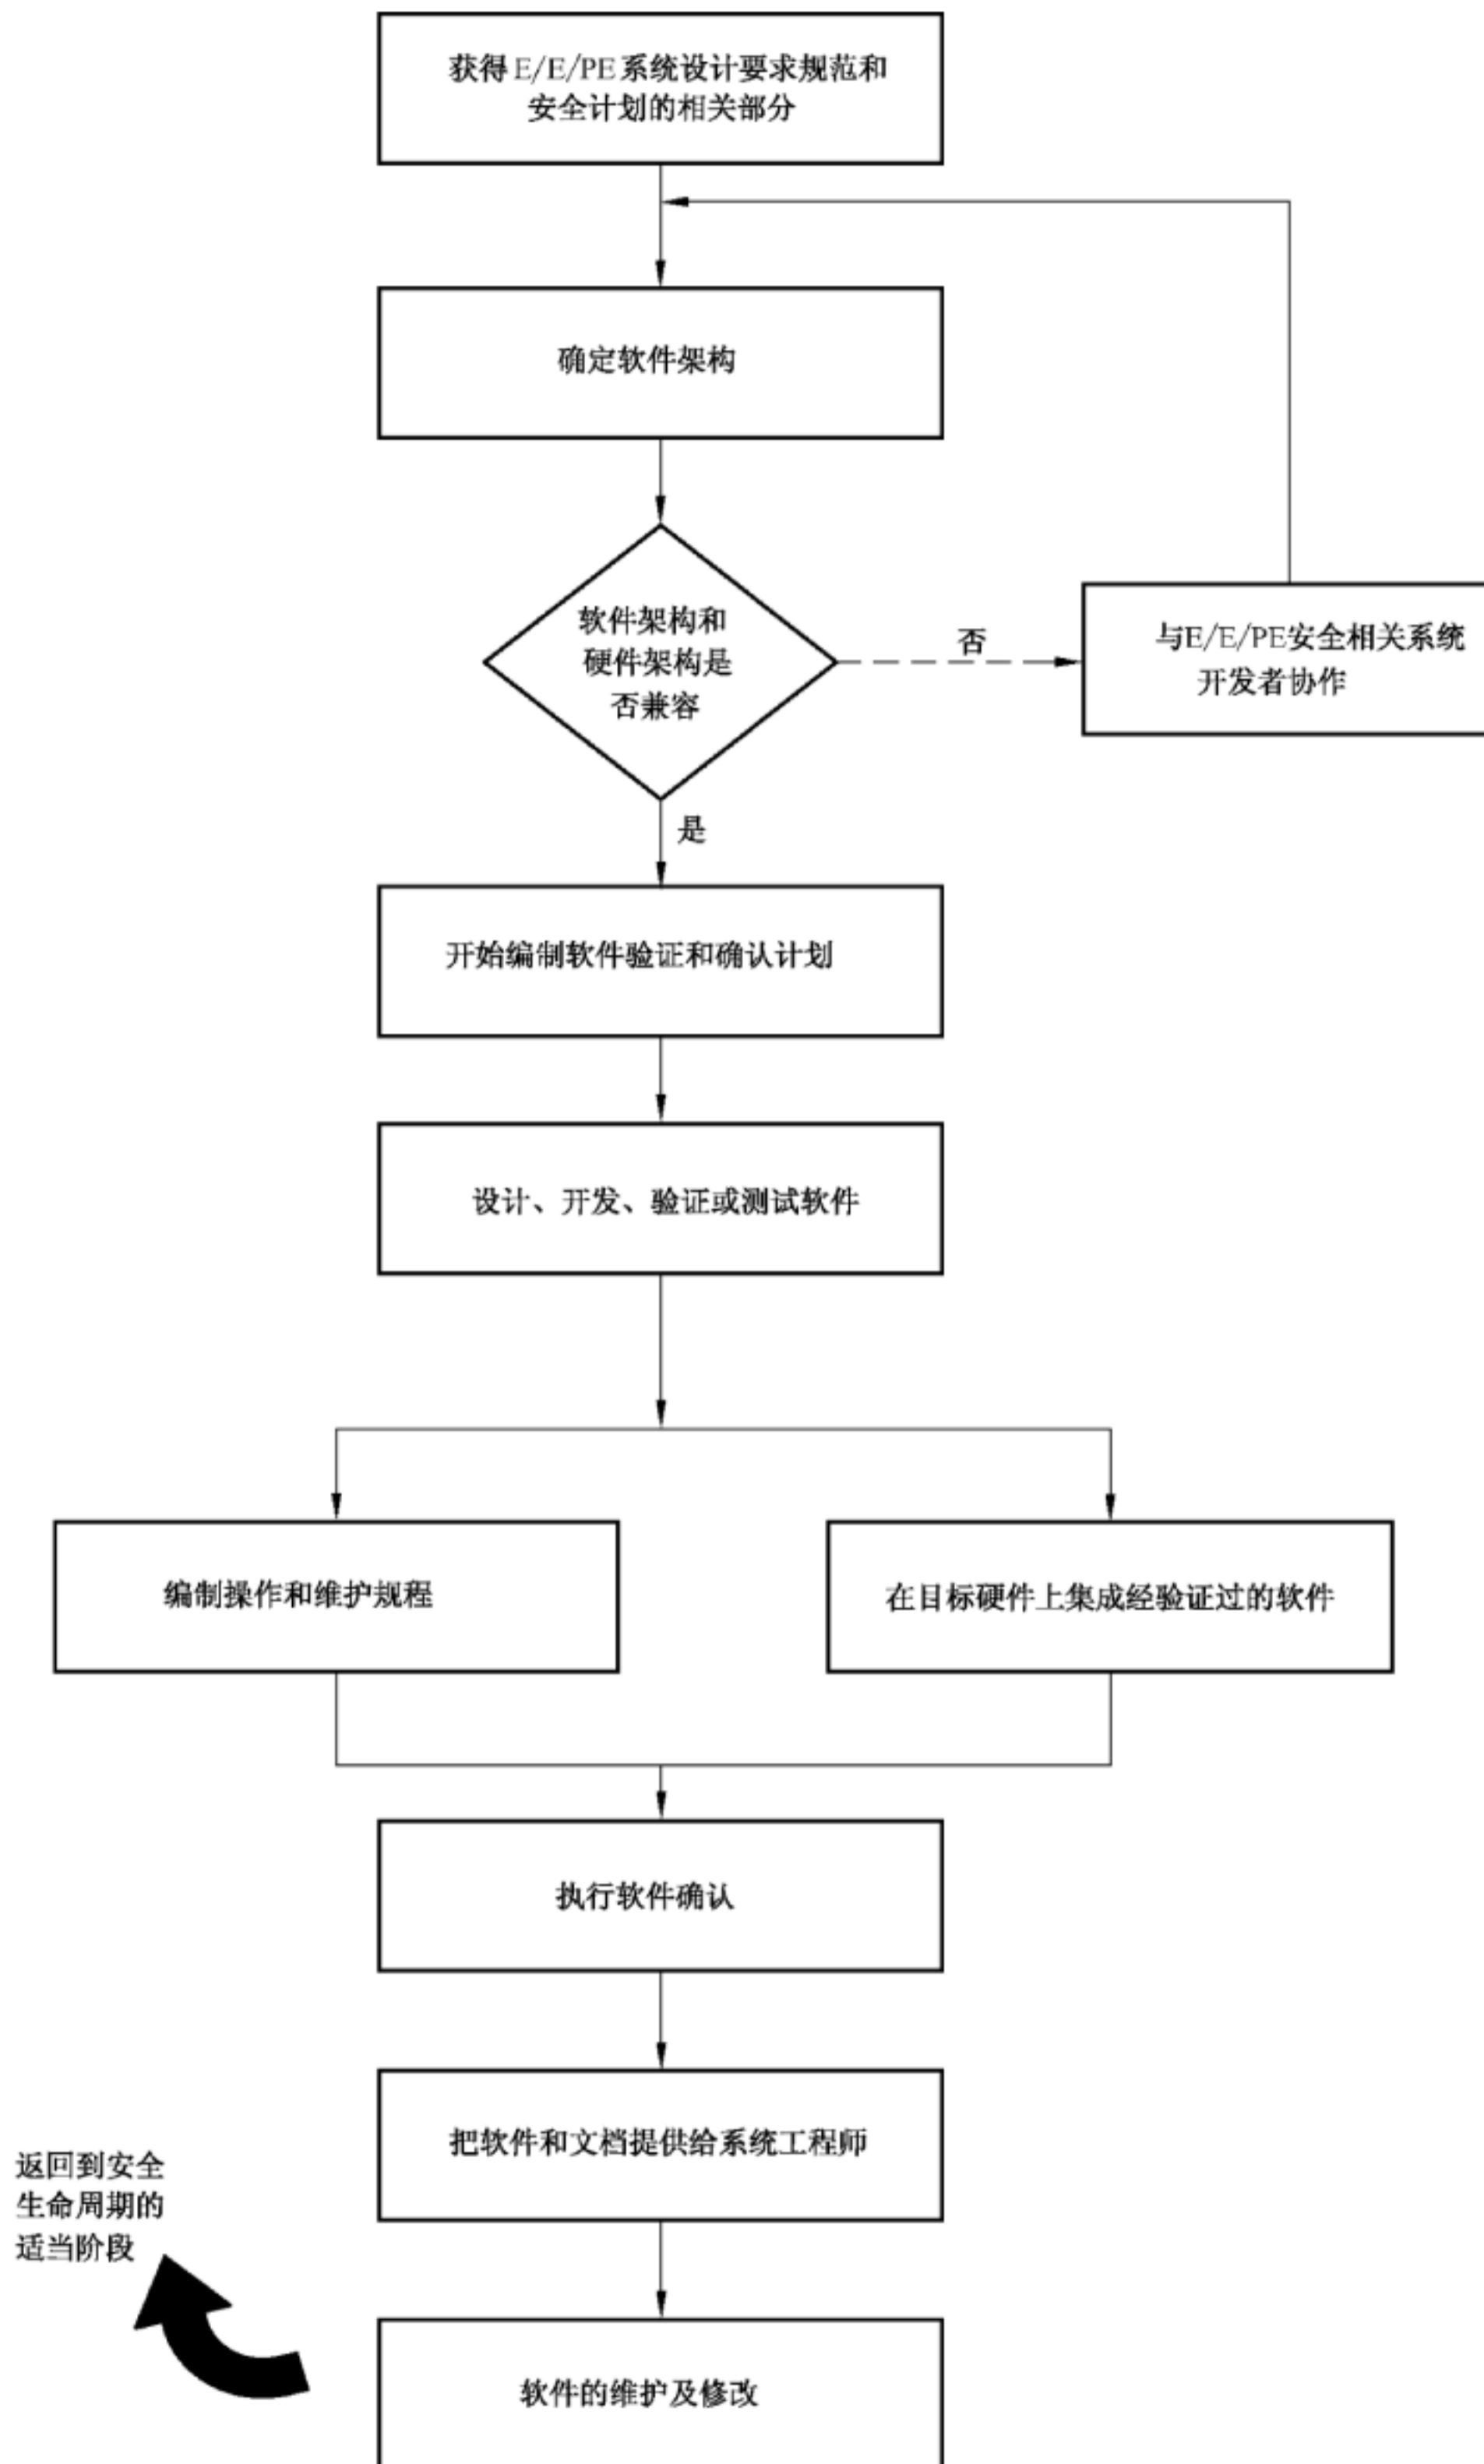 获得E/E/PE系统设计要求规范和
安全计划的相关部分
确定软件架构
软件架构和
硬件架构是
否兼容
否
与E/E/PE安全相关系统
开发者协作
是
开始编制软件验证和确认计划
设计、开发、验证或测试软件
编制操作和维护规程
在目标硬件上集成经验证过的软件
执行软件确认
把软件和文档提供给系统工程师
返回到安全
生命周期的
适当阶段
软件的维护及修改